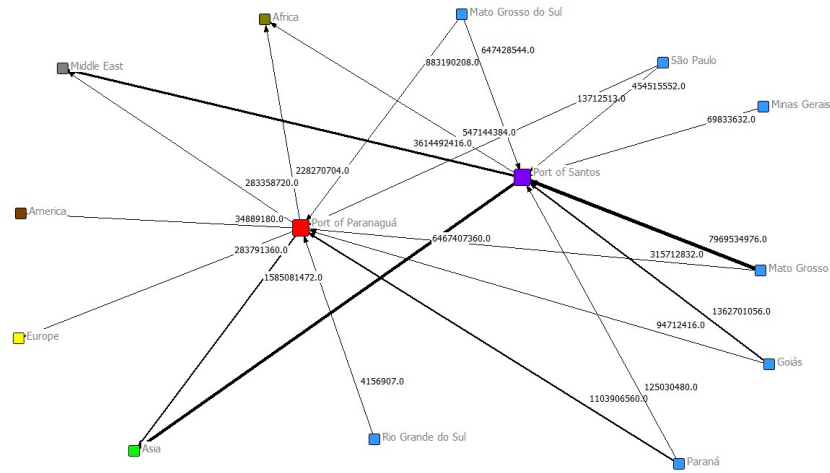 Africa
Mato Grosso do Sul
647428544.0
883190208.0
São Paulo
Middle East
454515552.0
13712513.0
Minas Gerais
69833632.0
547144384.0
3614492416.0
228270704.0
Port of Santos
283358720.0
America
34889180.0
Port of Paranaguá
6467407360.0
7969534976.0
283791360.0
315712832.0
Mato Grosso
1585081472.0
1362701056.0
94712416.0
Europe
Goiás
4156907.0
125030480.0
1103906560.0
Rio Grande do Sul
Asia
Paraná